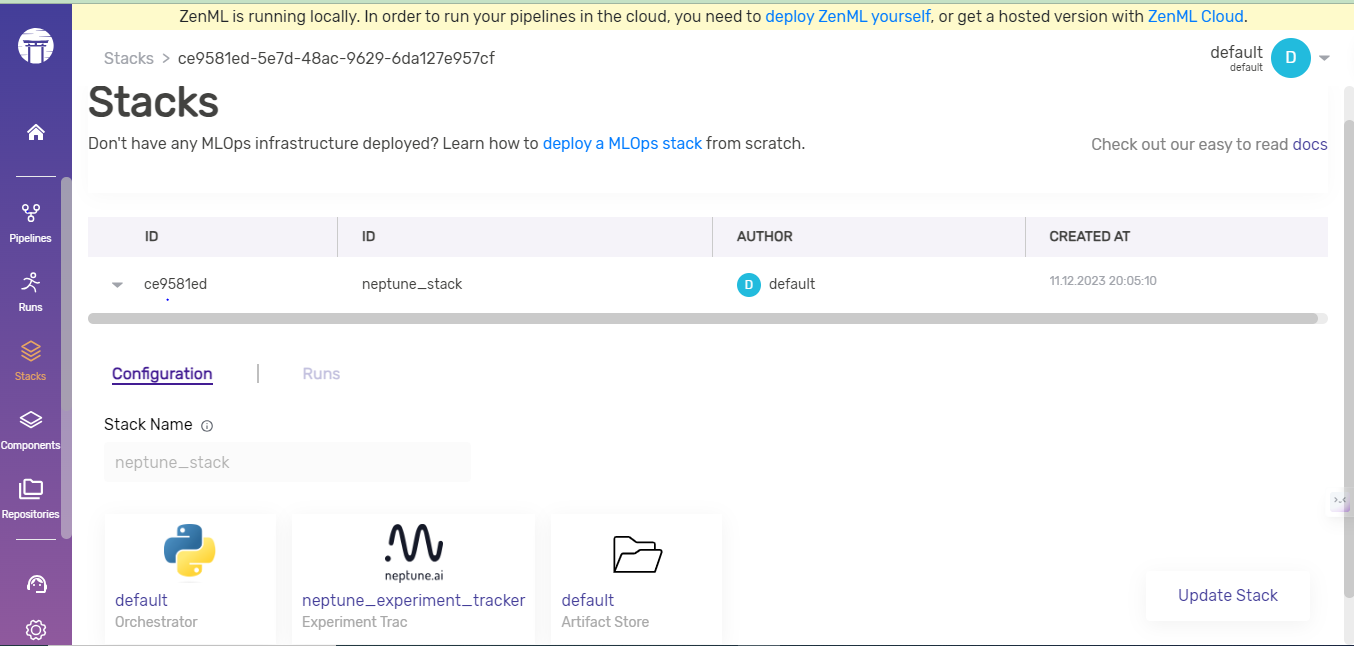 ZenML is running locally. In order to run your pipelines in the cloud, you need to deploy ZenML yourself, or get a hosted version with ZenML Cloud.
Stacks > ce9581ed-5e7d-48ac-9629-6da127e957cf
default
default
D
Stacks
Don't have any MLOps infrastructure deployed? Learn how to deploy a MLOps stack from scratch.
Check out our easy to read docs
Pipelines
Runs
Stacks
Components
Repositories
ID ID AUTHOR CREATED AT
ce9581ed neptune_stack D default 11.12.2023 20:05:10
Configuration | Runs
Stack Name
neptune_stack
default
Orchestrator
neptune.ai
neptune_experiment_tracker
Experiment Trac
default
Artifact Store
Update Stack